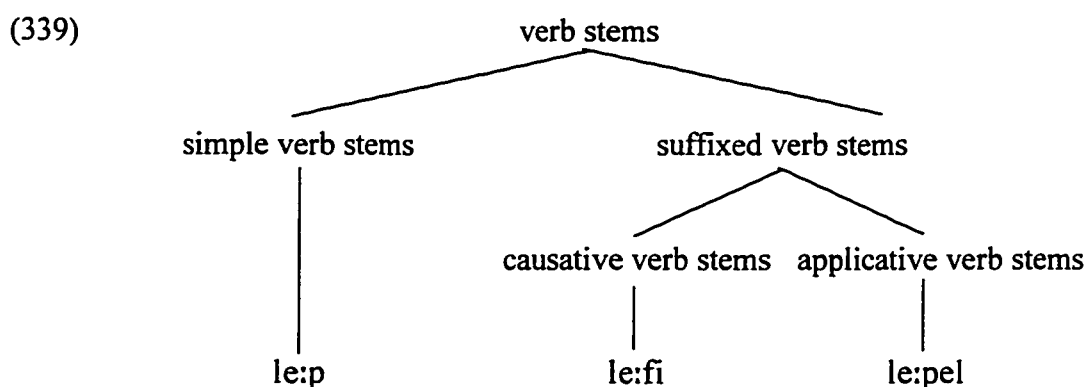 (339) verb stems
simple verb stems suffixed verb stems
causative verb stems applicative verb stems
le:p le:fi le:pel